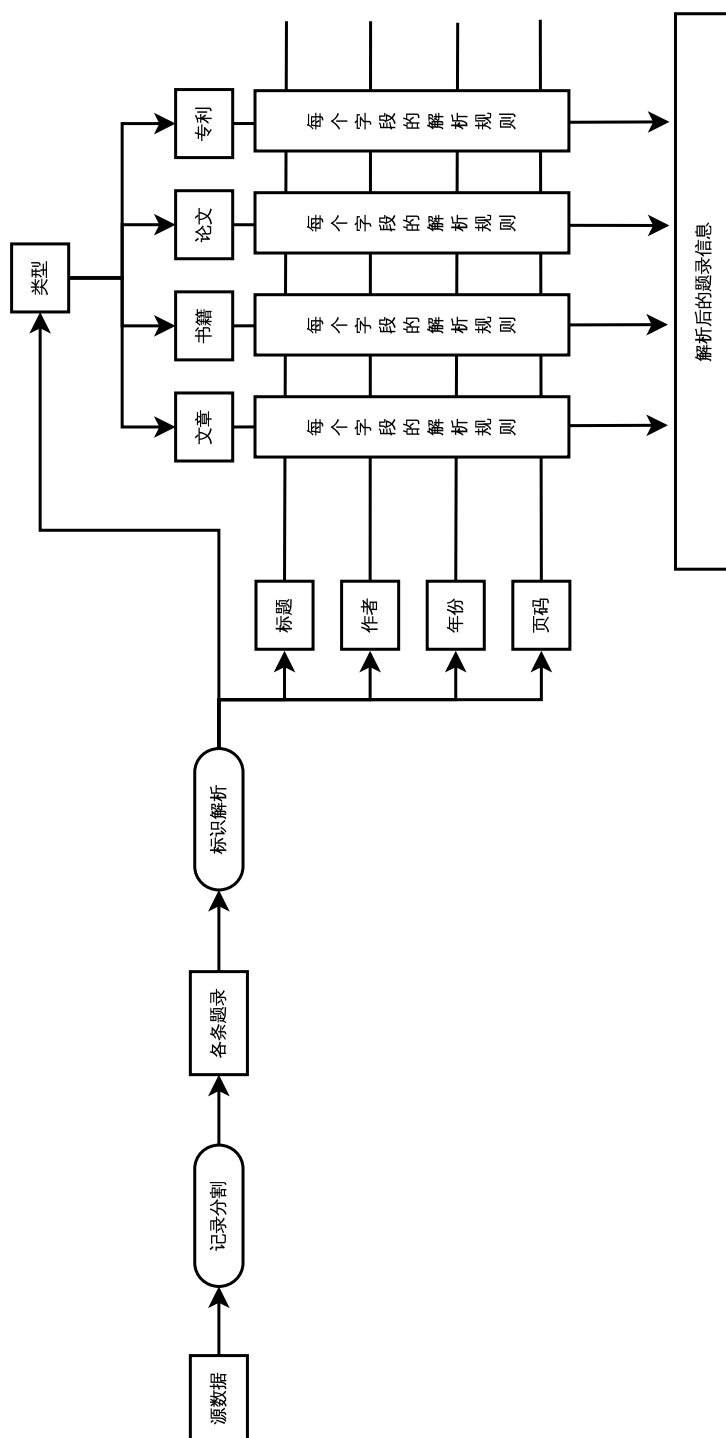 源数据
记录分割
各条题录
标识解析
类型
标题
作者
年份
页码
文章
书籍
论文
专利
每个字段的解析规则
每个字段的解析规则
每个字段的解析规则
每个字段的解析规则
解析后的题录信息